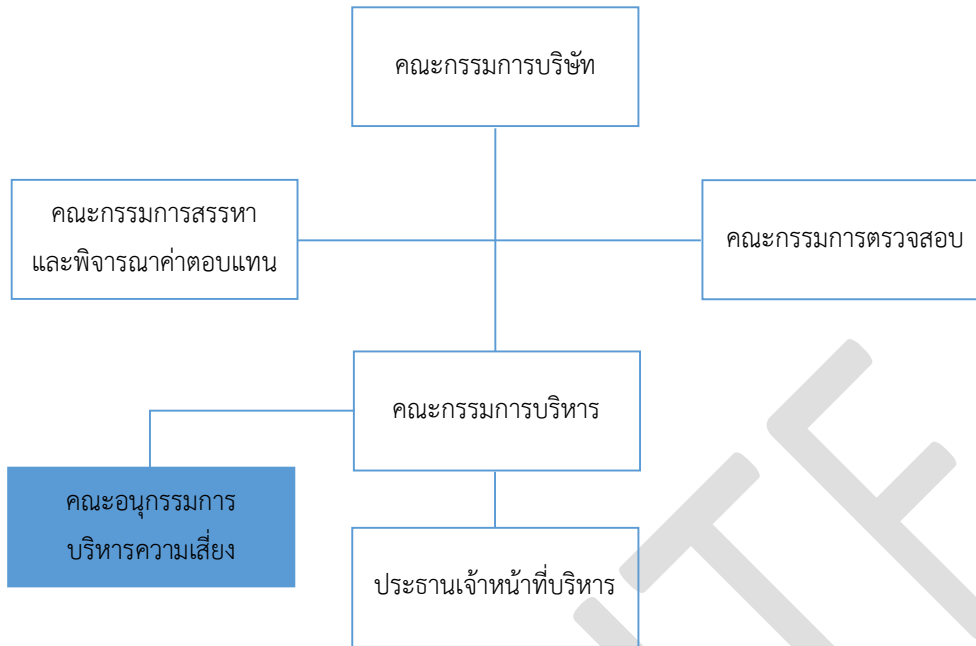 คณะกรรมการบริษัท
คณะกรรมการสรรหา
และพิจารณาค่าตอบแทน
คณะกรรมการตรวจสอบ
คณะกรรมการบริหาร
คณะอนุกรรมการ
บริหารความเสี่ยง
ประธานเจ้าหน้าที่บริหาร